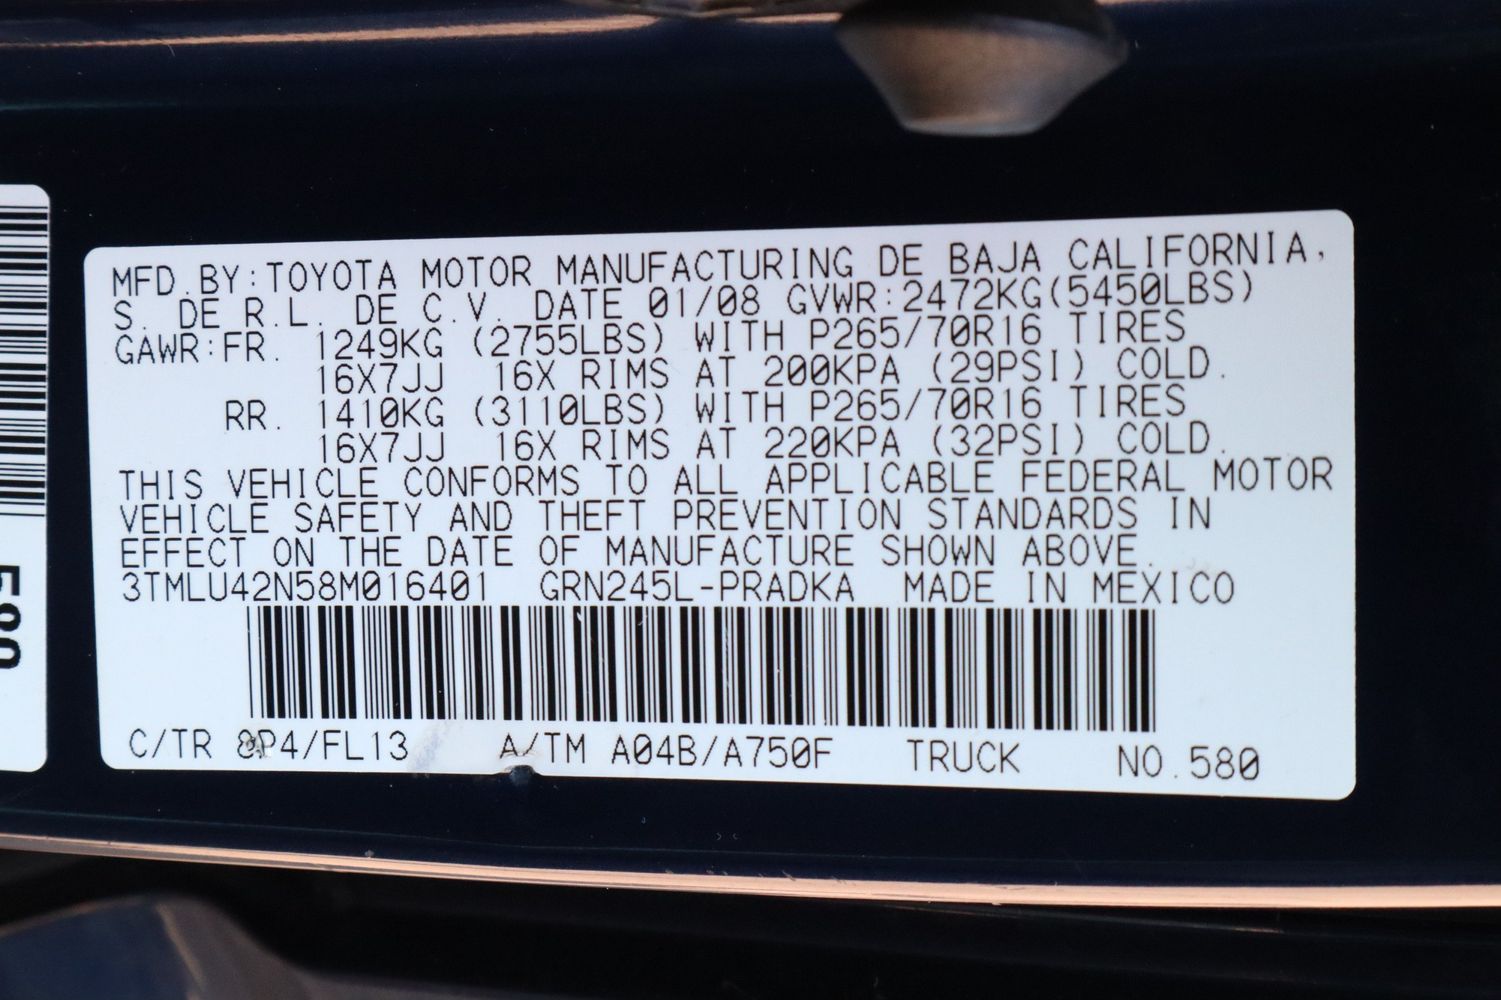 MFD.BY:TOYOTA MOTOR MANUFACTURING DE BAJA CALIFORNIA,
S. DE R.L. DE C.V. DATE 01/08 GVWR:2472KG(5450LBS)
GAWR:FR. 1249KG (2755LBS) WITH P265/70R16 TIRES
16X7JJ 16X RIMS AT 200KPA (29PSI) COLD.
RR. 1410KG (3110LBS) WITH P265/70R16 TIRES
16X7JJ 16X RIMS AT 220KPA (32PSI) COLD.
THIS VEHICLE CONFORMS TO ALL APPLICABLE FEDERAL MOTOR
VEHICLE SAFETY AND THEFT PREVENTION STANDARDS IN
EFFECT ON THE DATE OF MANUFACTURE SHOWN ABOVE.
3TMLU42N58M016401 GRN245L-PRADKA MADE IN MEXICO
C/TR 8P4/FL13 A/TM A04B/A750F TRUCK NO.580
580